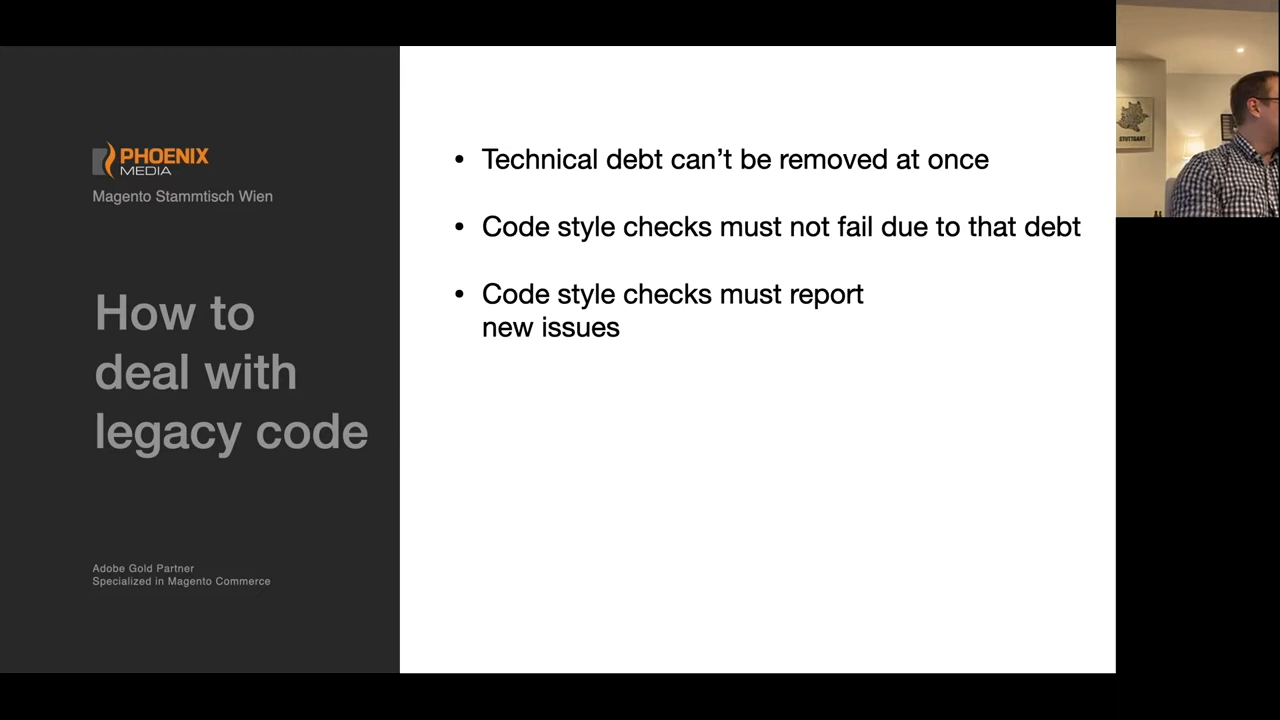 PHOENIX
MEDIA
Magento Stammtisch Wien
How to
deal with
legacy code
Adobe Gold Partner
Specialized in Magento Commerce
• Technical debt can’t be removed at once
• Code style checks must not fail due to that debt
• Code style checks must report
new issues
STUTTGART